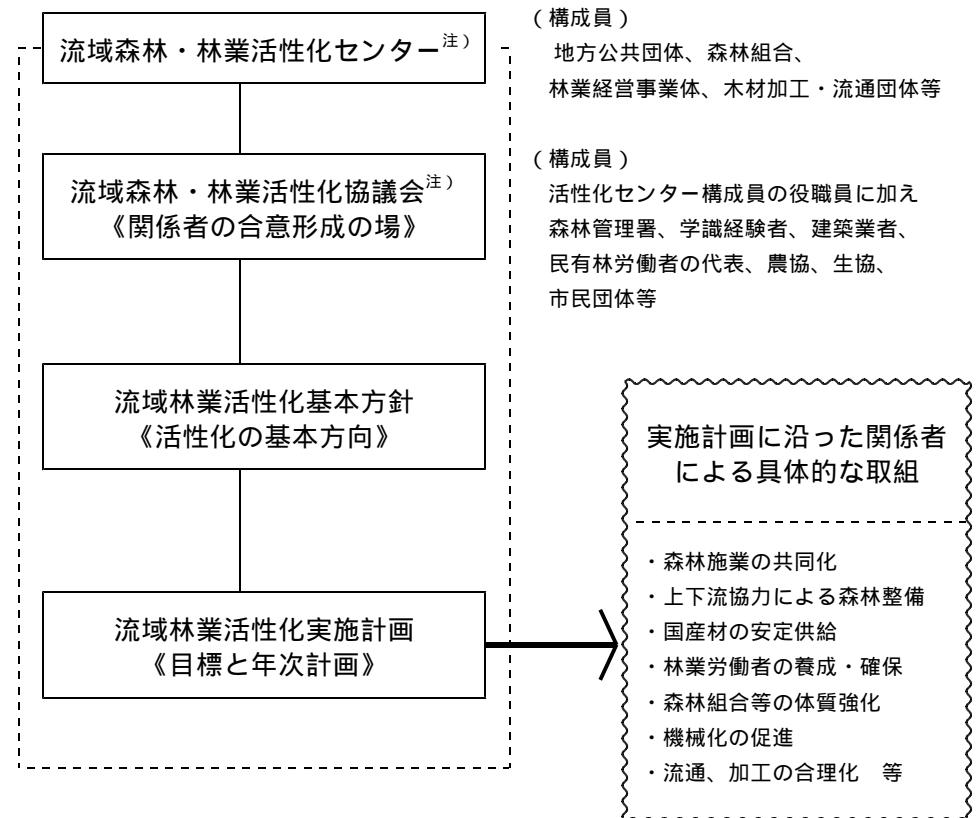 流域森林・林業活性化センター注）
（構成員）
地方公共団体、森林組合、
林業経営事業体、木材加工・流通団体等
流域森林・林業活性化協議会注）
《関係者の合意形成の場》
（構成員）
活性化センター構成員の役職員に加え
森林管理署、学識経験者、建築業者、
民有林労働者の代表、農協、生協、
市民団体等
流域林業活性化基本方針
《活性化の基本方向》
流域林業活性化実施計画
《目標と年次計画》
実施計画に沿った関係者
による具体的な取組
・森林施業の共同化
・上下流協力による森林整備
・国産材の安定供給
・林業労働者の養成・確保
・森林組合等の体質強化
・機械化の促進
・流通、加工の合理化　等